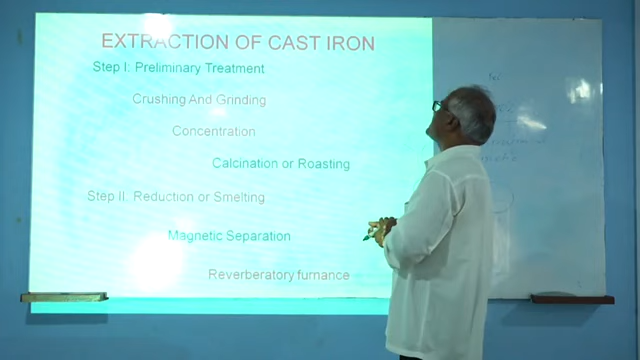 EXTRACTION OF CAST IRON
Step I: Preliminary Treatment
Crushing And Grinding
Concentration
Calcination or Roasting
Step II. Reduction or Smelting
Magnetic Separation
Reverberatory furnance